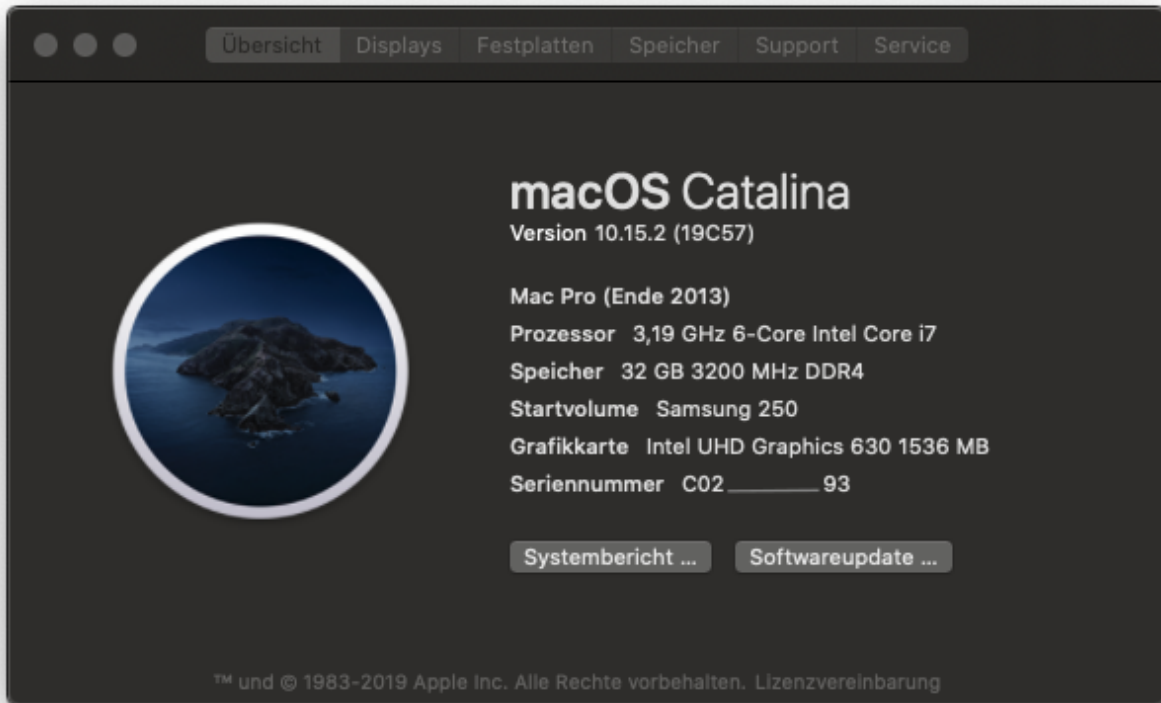 Übersicht Displays Festplatten Speicher Support Service
macOS Catalina
Version 10.15.2 (19C57)
Mac Pro (Ende 2013)
Prozessor 3,19 GHz 6-Core Intel Core i7
Speicher 32 GB 3200 MHz DDR4
Startvolume Samsung 250
Grafikkarte Intel UHD Graphics 630 1536 MB
Seriennummer C02 93
Systembericht ... Softwareupdate ...
™ und © 1983-2019 Apple Inc. Alle Rechte vorbehalten. Lizenzvereinbarung